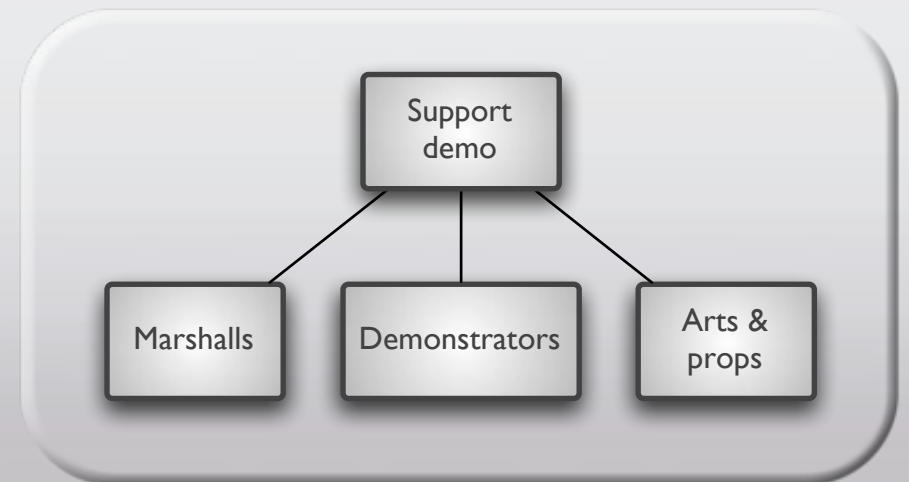 Support
demo
Marshalls
Demonstrators
Arts &
props